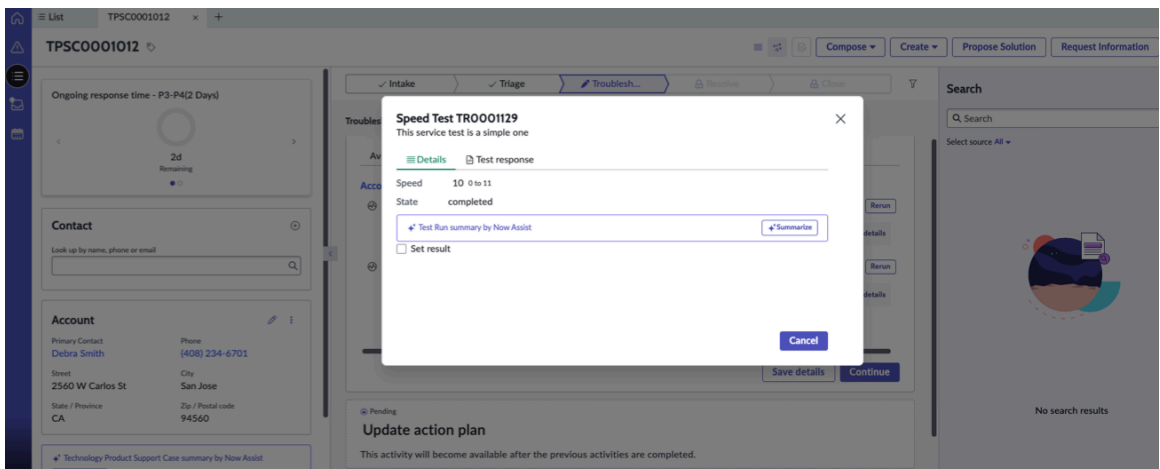 List
TPSC0001012
TPSC0001012
Compose
Create
Propose Solution
Request Information
Ongoing response time - P3-P4(2 Days)
2d
Remaining
Contact
Look up by name, phone or email
Account
Primary Contact
Phone
Debra Smith
(408) 234-6701
Street
City
2560 W Carlos St
San Jose
State / Province
Zip / Postal code
CA
94560
Technology Product Support Case summary by Now Assist
Intake
Triage
Troublesh...
Resolve
Close
Troubles
Av
Acco
Rerun
details
Rerun
details
Speed Test TR0001129
This service test is a simple one
Details
Test response
Speed
10 0 to 11
State
completed
Test Run summary by Now Assist
Summarize
Set result
Cancel
Save details
Continue
Pending
Update action plan
This activity will become available after the previous activities are completed.
Search
Search
Select source All
No search results